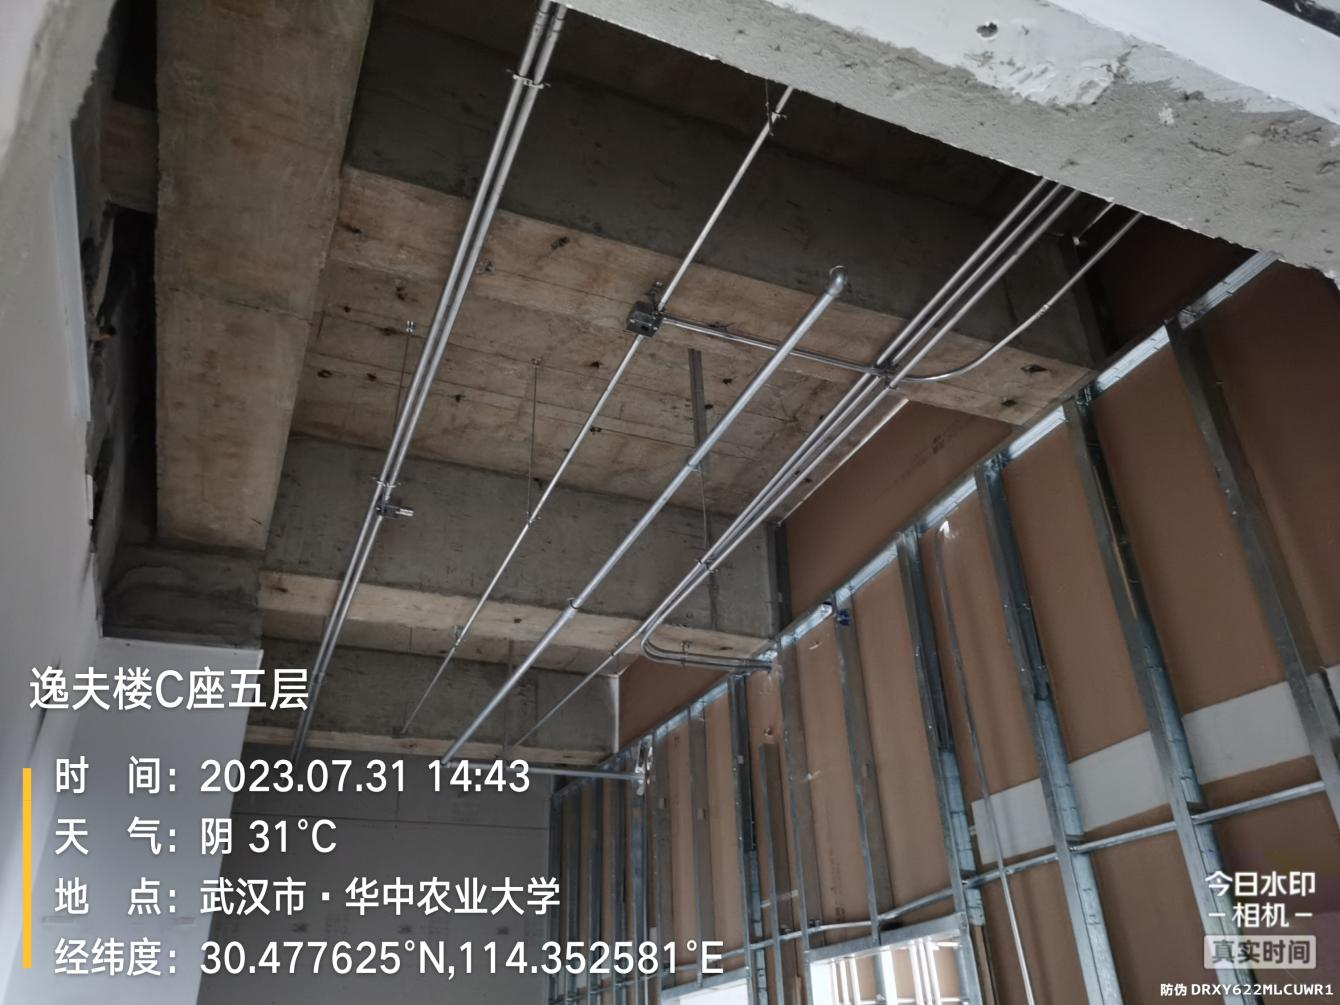 逸夫楼C座五层
时 间：2023.07.31 14:43
天 气：阴 31°C
地 点：武汉市·华中农业大学
经纬度：30.477625°N,114.352581°E
今日水印
-相机-
真实时间
防伪 DRXY622MLCUWR1